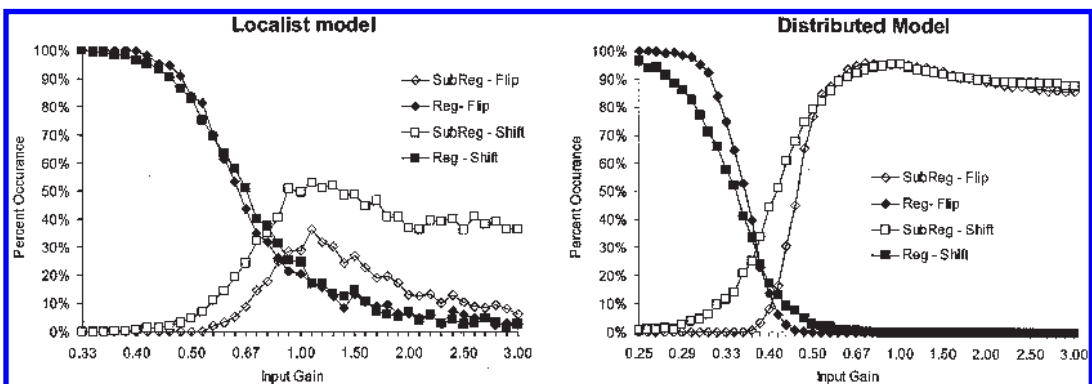 Localist model
100%
90%
80%
70%
60%
50%
40%
30%
20%
10%
0%
Percent Occurance
0.33 0.40 0.50 0.67 1.00 1.50 2.00 2.50 3.00
Input Gain
SubReg - Flip
Reg- Flip
SubReg - Shift
Reg - Shift
Distributed Model
100%
90%
80%
70%
60%
50%
40%
30%
20%
10%
0%
Percent Occurance
0.25 0.29 0.33 0.40 0.50 0.67 1.00 2.00 3.00
Input Gain
SubReg - Flip
Reg- Flip
SubReg - Shift
Reg - Shift